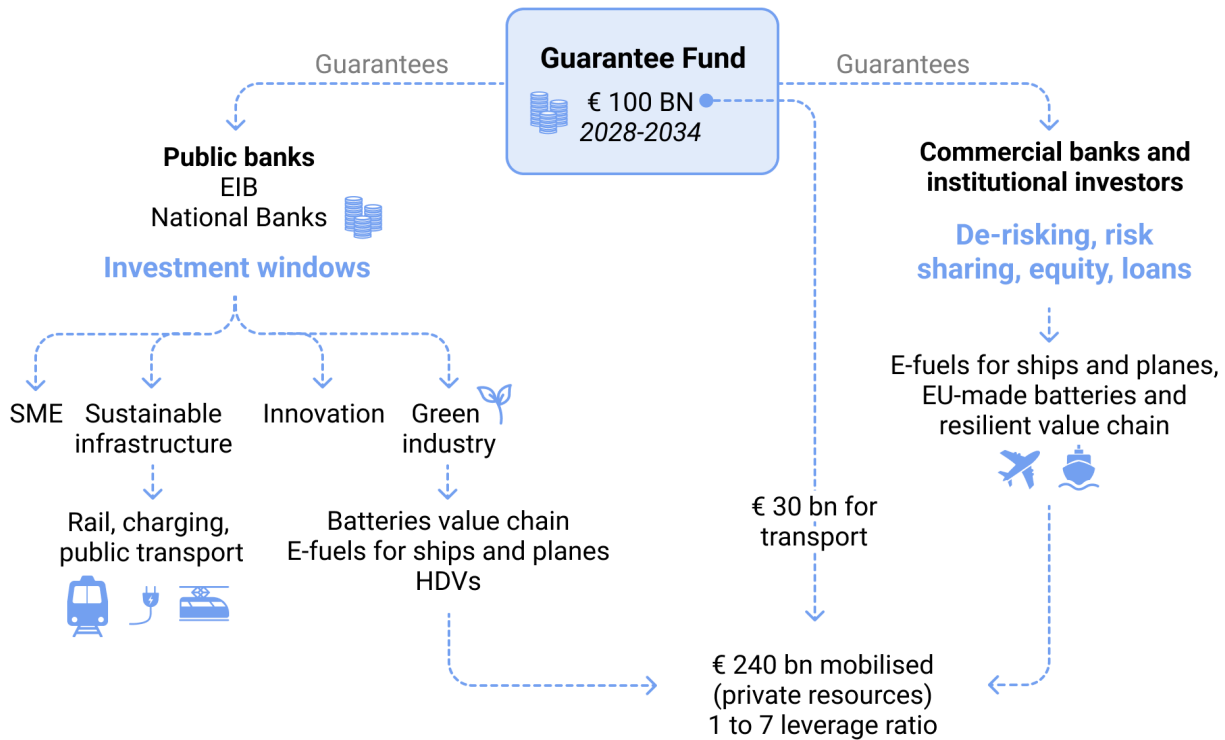 Guarantee Fund
€ 100 BN
2028-2034
Guarantees
Guarantees
Public banks
EIB
National Banks
Investment windows
SME
Sustainable
infrastructure
Innovation
Green
industry
Rail, charging,
public transport
Batteries value chain
E-fuels for ships and planes
HDVs
€ 30 bn for
transport
Commercial banks and
institutional investors
De-risking, risk
sharing, equity, loans
E-fuels for ships and planes,
EU-made batteries and
resilient value chain
€ 240 bn mobilised
(private resources)
1 to 7 leverage ratio